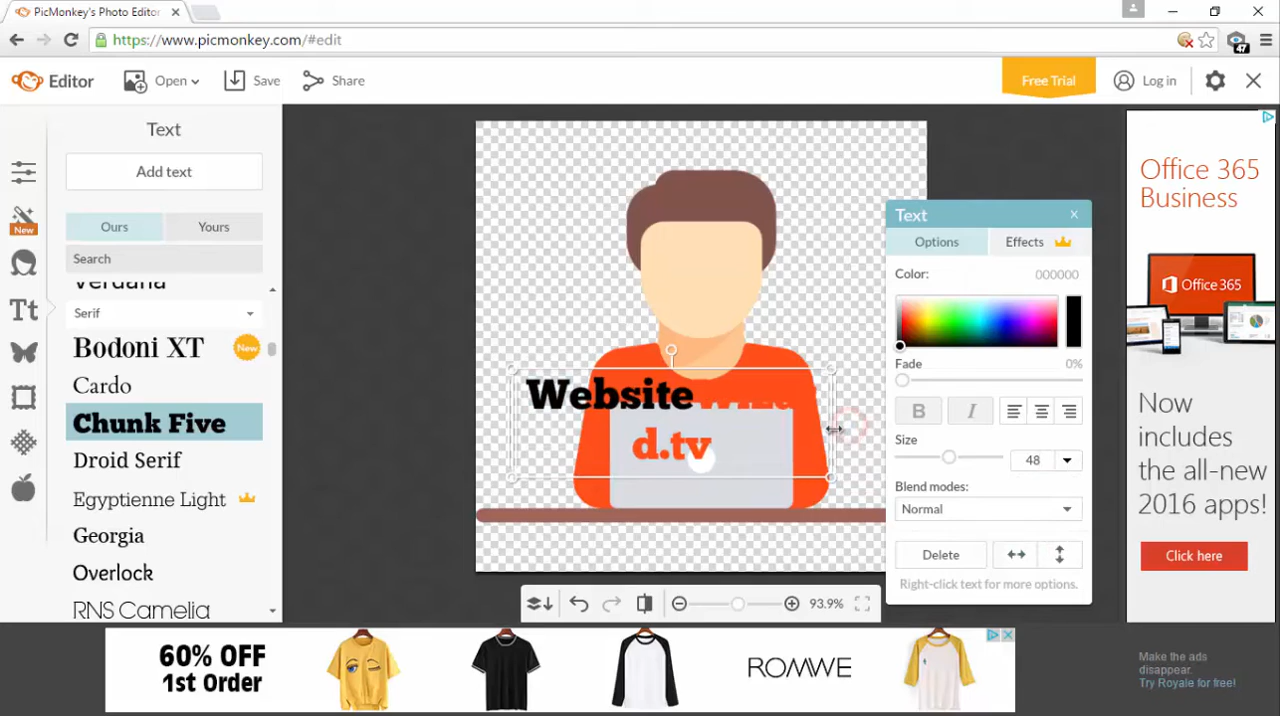 PicMonkey's Photo Editor
https://www.picmonkey.com/#edit
47
Editor
Open
Save
Share
Free Trial
Log in
Text
Add text
Ours
Yours
Search
Verdana
Serif
Bodoni XT
New
Cardo
Chunk Five
Droid Serif
Egyptienne Light
Georgia
Overlock
RNS Camelia
New
Tt
Website
d.tv
93.9%
Text
Options
Effects
Color:
000000
Fade
0%
B
I
Size
48
Blend modes:
Normal
Delete
Right-click text for more options.
Office 365
Business
Office 365
Now
includes
the all-new
2016 apps!
Click here
60% OFF
1st Order
ROMWE
Make the ads
disappear.
Try Royale for free!